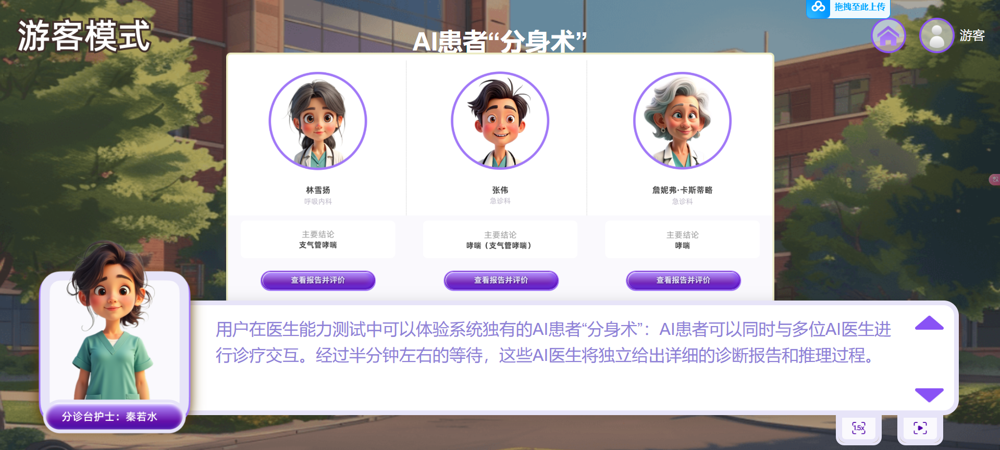 拖拽至此上传
游客模式
AI患者“分身术”
游客
林雪扬
呼吸内科
张伟
急诊科
詹妮弗·卡斯蒂略
急诊科
主要结论
支气管哮喘
主要结论
哮喘（支气管哮喘）
主要结论
哮喘
查看报告并评价
查看报告并评价
查看报告并评价
用户在医生能力测试中可以体验系统独有的AI患者“分身术”：AI患者可以同时与多位AI医生进
行诊疗交互。经过半分钟左右的等待，这些AI医生将独立给出详细的诊断报告和推理过程。
分诊台护士：秦若水
1.5x